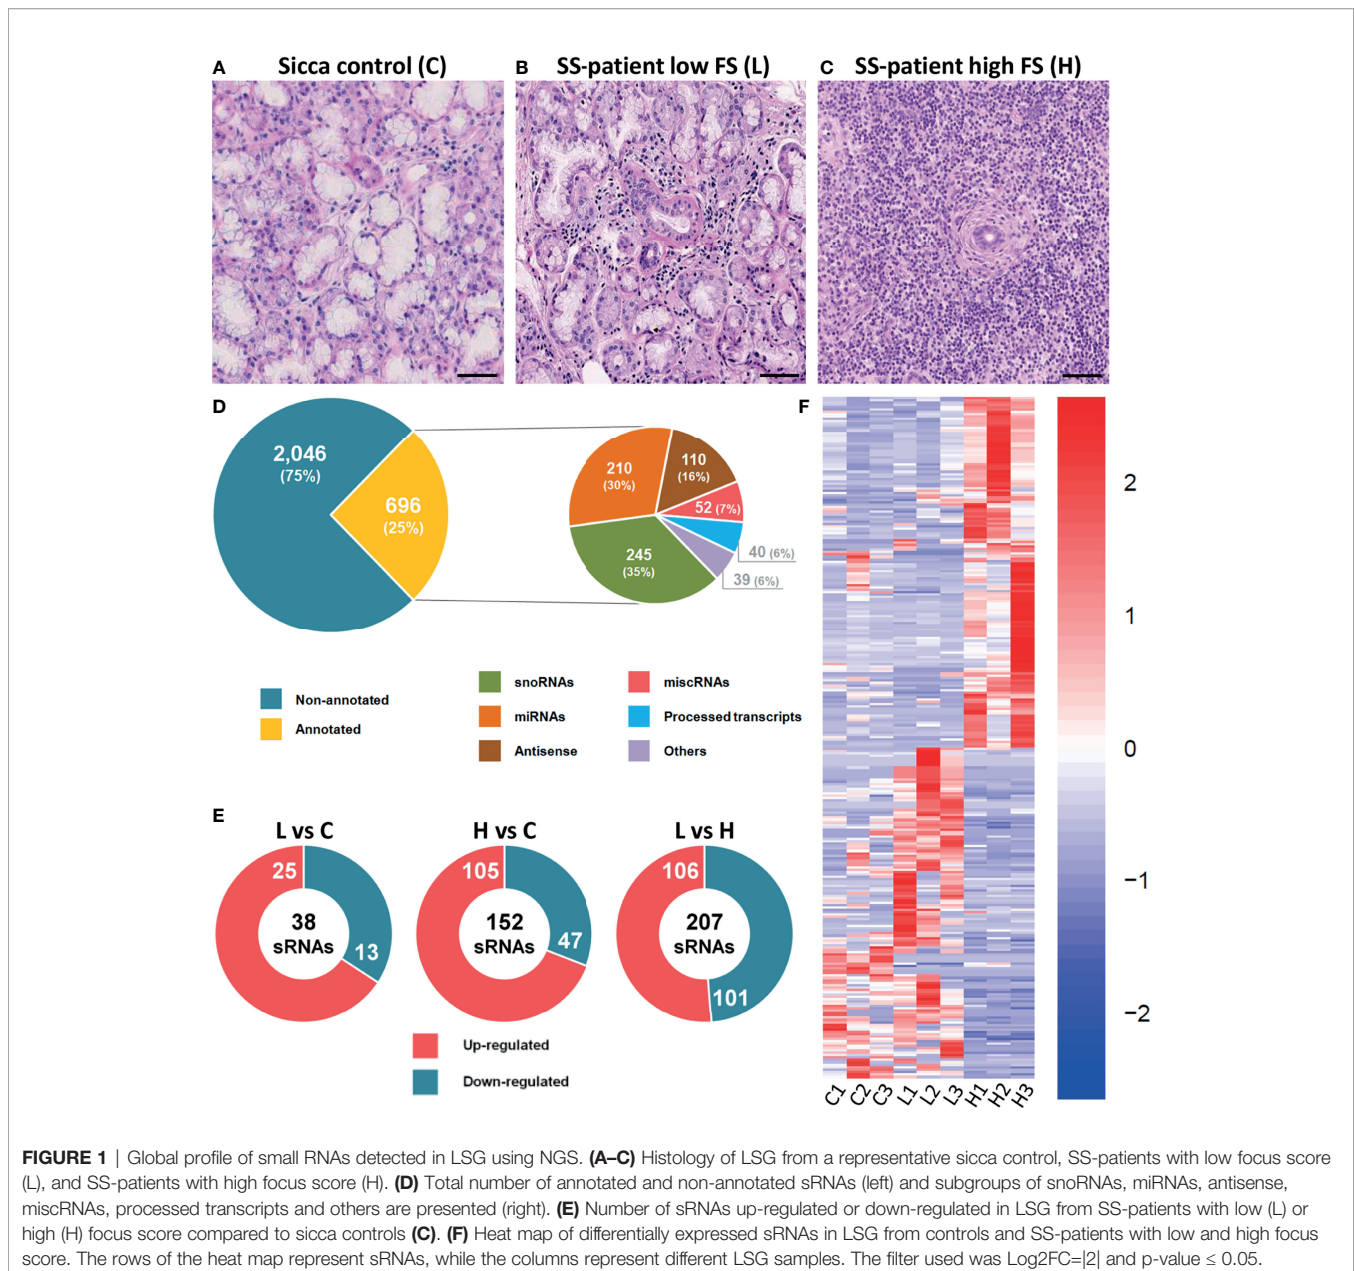 A Sicca control (C)
B SS-patient low FS (L)
C SS-patient high FS (H)
D
2,046
(75%)
696
(25%)
210
(30%)
110
(16%)
52 (7%)
40 (6%)
39 (6%)
245
(35%)
Non-annotated
Annotated
snoRNAs
miRNAs
Antisense
miscRNAs
Processed transcripts
Others
E
L vs C
25
38
sRNAs
13
H vs C
105
152
sRNAs
47
L vs H
106
207
sRNAs
101
Up-regulated
Down-regulated
F
2
1
0
−1
−2
C1 C2 C3 L1 L2 L3 H1 H2 H3
FIGURE 1 | Global profile of small RNAs detected in LSG using NGS. (A–C) Histology of LSG from a representative sicca control, SS-patients with low focus score
(L), and SS-patients with high focus score (H). (D) Total number of annotated and non-annotated sRNAs (left) and subgroups of snoRNAs, miRNAs, antisense,
miscRNAs, processed transcripts and others are presented (right). (E) Number of sRNAs up-regulated or down-regulated in LSG from SS-patients with low (L) or
high (H) focus score compared to sicca controls (C). (F) Heat map of differentially expressed sRNAs in LSG from controls and SS-patients with low and high focus
score. The rows of the heat map represent sRNAs, while the columns represent different LSG samples. The filter used was Log2FC=|2| and p-value ≤ 0.05.